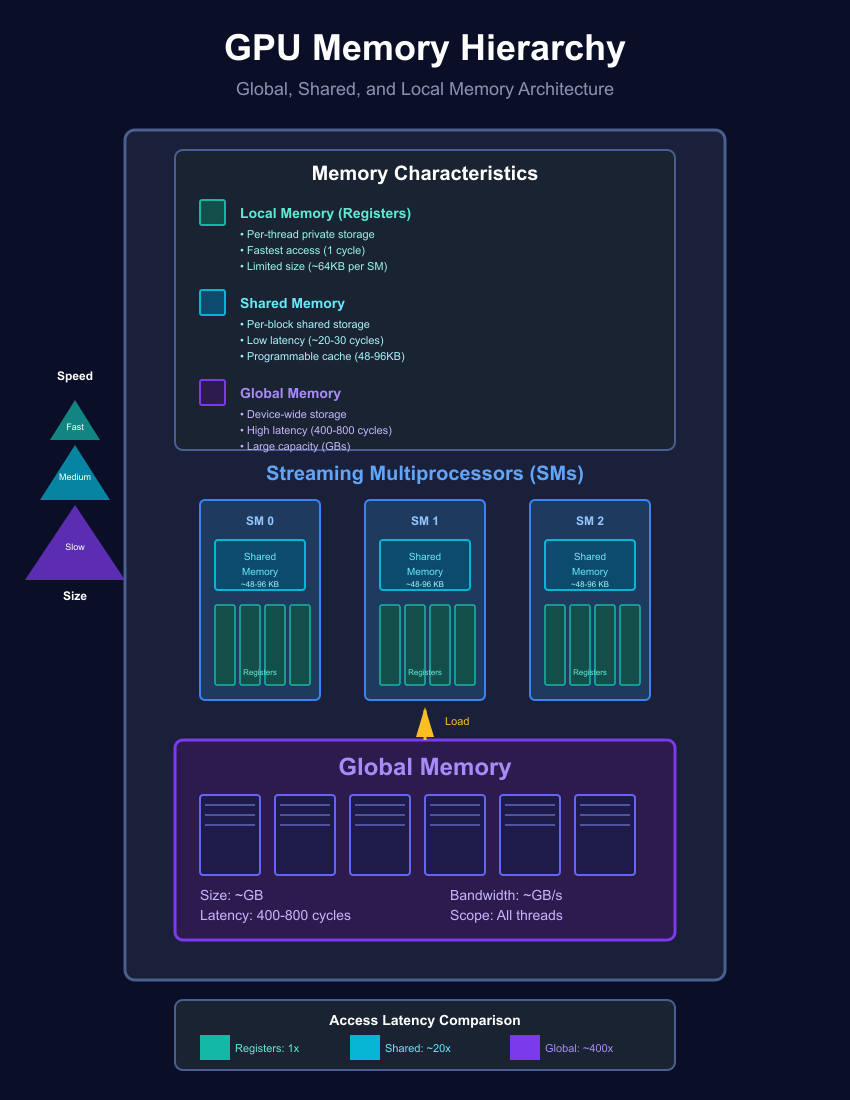 GPU Memory Hierarchy
Global, Shared, and Local Memory Architecture
Memory Characteristics
Local Memory (Registers)
• Per-thread private storage
• Fastest access (1 cycle)
• Limited size (~64KB per SM)
Shared Memory
• Per-block shared storage
• Low latency (~20-30 cycles)
• Programmable cache (48-96KB)
Global Memory
• Device-wide storage
• High latency (400-800 cycles)
• Large capacity (GBs)
Speed
Fast
Medium
Slow
Size
Streaming Multiprocessors (SMs)
SM 0
Shared
Memory
~48-96 KB
Registers
SM 1
Shared
Memory
~48-96 KB
Registers
SM 2
Shared
Memory
~48-96 KB
Registers
Load
Global Memory
Size: ~GB
Latency: 400-800 cycles
Bandwidth: ~GB/s
Scope: All threads
Access Latency Comparison
Registers: 1x
Shared: ~20x
Global: ~400x